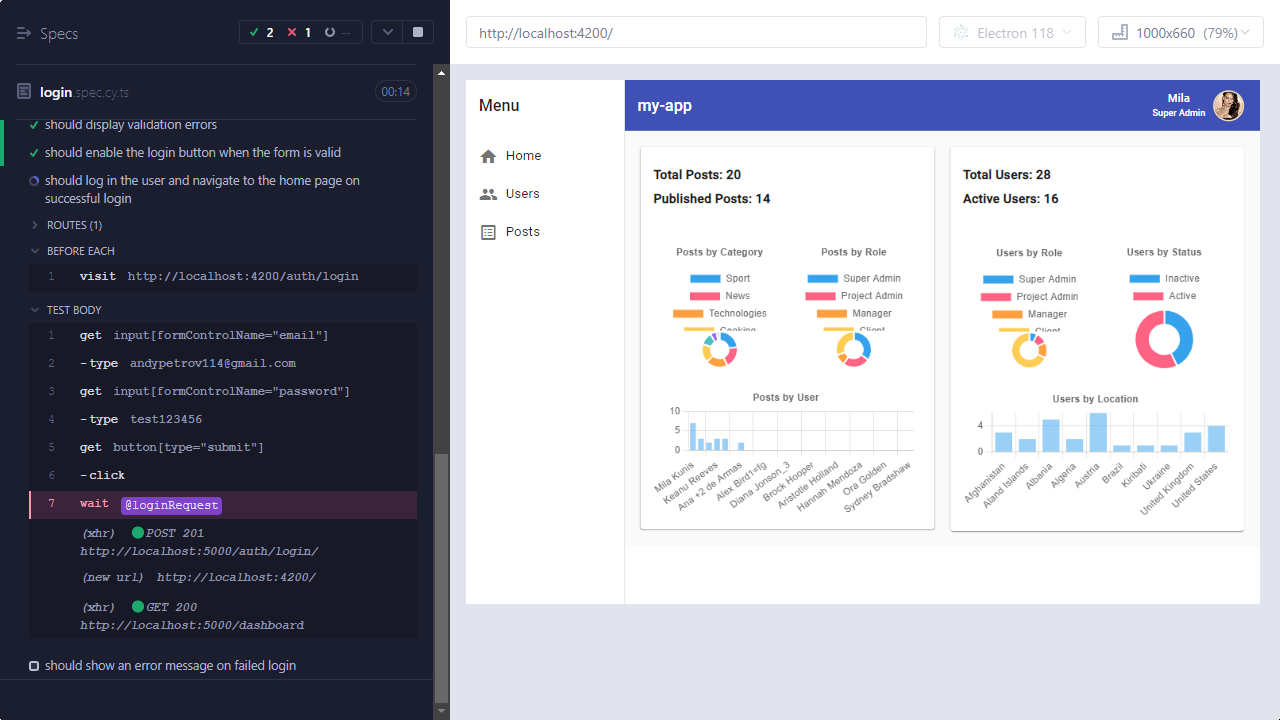 Specs
2
1
--
login.spec.cy.ts
00:14
should display validation errors
should enable the login button when the form is valid
should log in the user and navigate to the home page on
successful login
ROUTES (1)
BEFORE EACH
1 visit http://localhost:4200/auth/login
TEST BODY
1 get input[formControlName="email"]
2 -type andypetrov114@gmail.com
3 get input[formControlName="password"]
4 -type test123456
5 get button[type="submit"]
6 -click
7 wait @loginRequest
(xhr) POST 201
http://localhost:5000/auth/login/
(new url) http://localhost:4200/
(xhr) GET 200
http://localhost:5000/dashboard
should show an error message on failed login
http://localhost:4200/
Electron 118
1000x660 (79%)
Menu
Home
Users
Posts
my-app
Mila
Super Admin
Total Posts: 20
Published Posts: 14
Posts by Category
Sport
News
Technologies
Cooking
Posts by Role
Super Admin
Project Admin
Manager
Client
Posts by User
10
5
0
Mila Kunis
Keanu Reeves
Ana +2 de Armas
Alex Bird1=fg
Diana Jonson_3
Brock Hooper
Aristotle Holland
Hannah Mendoza
Ora Golden
Sydney Bradshaw
Total Users: 28
Active Users: 16
Users by Role
Super Admin
Project Admin
Manager
Client
Users by Status
Inactive
Active
Users by Location
4
0
Afghanistan
Aland Islands
Albania
Algeria
Austria
Brazil
Kiribati
Ukraine
United Kingdom
United States